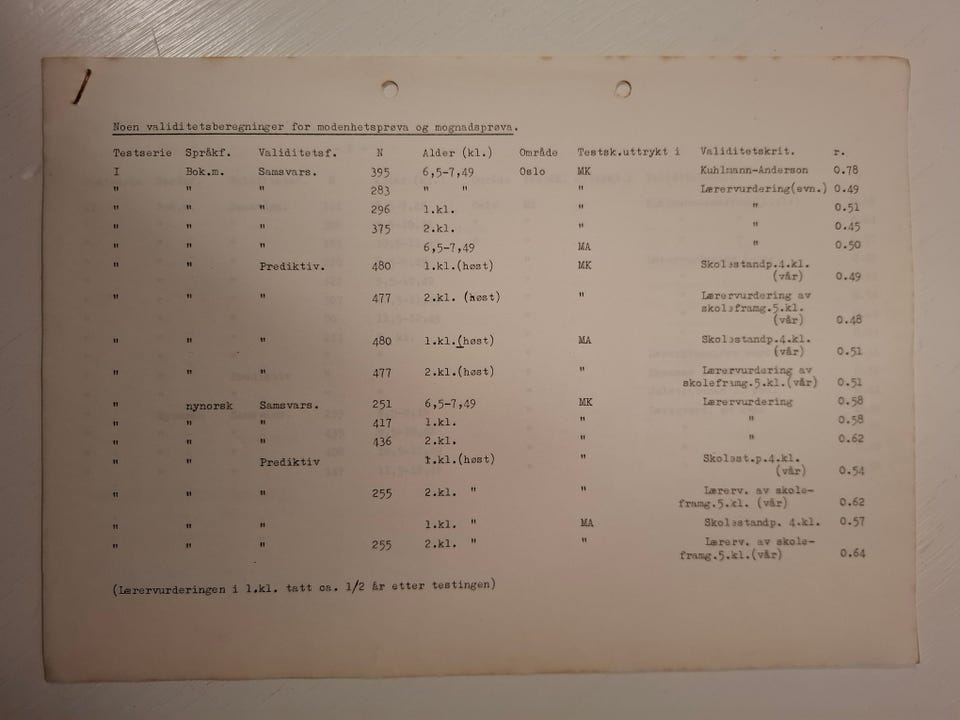 Noen validitetsberegninger for modenhetsprøva og mognadsprøva.
Testserie Språkf. Validitetsf. N Alder (kl.) Område Testsk.uttrykt i Validitetskrit. r.
I Bok.m. Samsvars. 395 6,5-7,49 Oslo MK Kuhlmann-Anderson 0.78
" " " 283 " " " Lærervurdering(evn.) 0.49
" " " 296 1.kl. " " 0.51
" " " 375 2.kl. " " 0.45
" " " 6,5-7,49 MA " 0.50
" " Prediktiv. 480 1.kl.(høst) MK Skolestandp.4.kl.
(vår) 0.49
" " " 477 2.kl. (høst) " Lærervurdering av
skoleframg.5.kl.
(vår) 0.48
" " " 480 1.kl.(høst) MA Skolestandp.4.kl.
(vår) 0.51
" " " 477 2.kl.(høst) " Lærervurdering av
skoleframg.5.kl.(vår) 0.51
" nynorsk Samsvars. 251 6,5-7,49 MK Lærervurdering 0.58
" " " 417 1.kl. " " 0.58
" " " 436 2.kl. " " 0.62
" " Prediktiv 1.kl.(høst) " Skolest.p.4.kl.
(vår) 0.54
" " " 255 2.kl. " " Lærerv. av skole-
framg.5.kl. (vår) 0.62
" " " 1.kl. " MA Skolestandp. 4.kl. 0.57
" " " 255 2.kl. " " Lærerv. av skole-
framg.5.kl.(vår) 0.64
(Lærervurderingen i 1.kl. tatt ca. 1/2 år etter testingen)